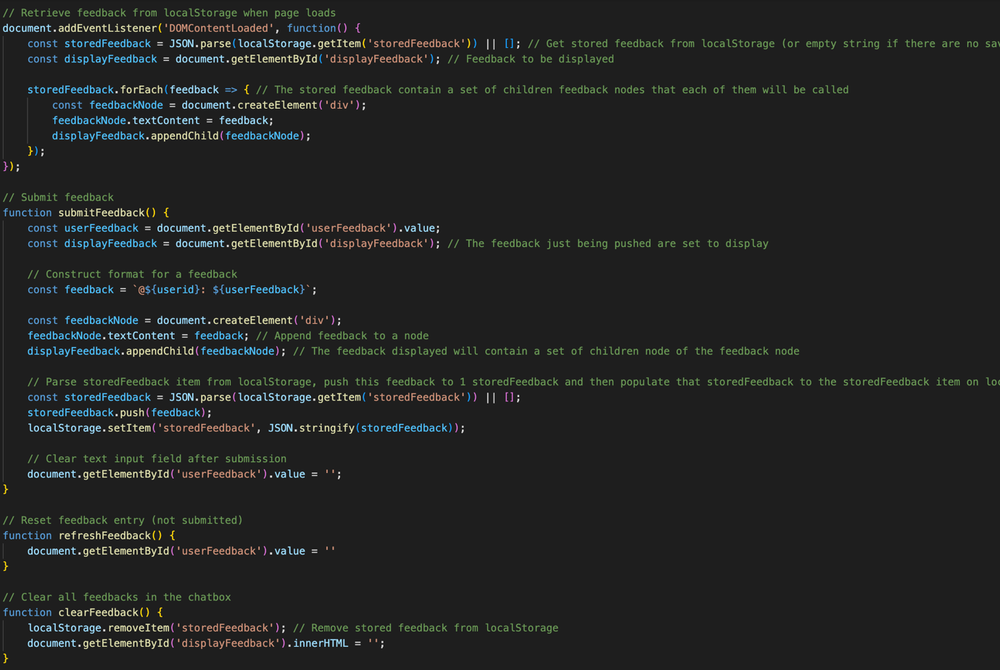 // Retrieve feedback from localStorage when page loads
document.addEventListener('DOMContentLoaded', function() {
    const storedFeedback = JSON.parse(localStorage.getItem('storedFeedback')) || []; // Get stored feedback from localStorage (or empty string if there are no sav
    const displayFeedback = document.getElementById('displayFeedback'); // Feedback to be displayed

    storedFeedback.forEach(feedback => { // The stored feedback contain a set of children feedback nodes that each of them will be called
        const feedbackNode = document.createElement('div');
        feedbackNode.textContent = feedback;
        displayFeedback.appendChild(feedbackNode);
    });
});

// Submit feedback
function submitFeedback() {
    const userFeedback = document.getElementById('userFeedback').value;
    const displayFeedback = document.getElementById('displayFeedback'); // The feedback just being pushed are set to display

    // Construct format for a feedback
    const feedback = `@${userid}: ${userFeedback}`;

    const feedbackNode = document.createElement('div');
    feedbackNode.textContent = feedback; // Append feedback to a node
    displayFeedback.appendChild(feedbackNode); // The feedback displayed will contain a set of children node of the feedback node

    // Parse storedFeedback item from localStorage, push this feedback to 1 storedFeedback and then populate that storedFeedback to the storedFeedback item on loc
    const storedFeedback = JSON.parse(localStorage.getItem('storedFeedback')) || [];
    storedFeedback.push(feedback);
    localStorage.setItem('storedFeedback', JSON.stringify(storedFeedback));

    // Clear text input field after submission
    document.getElementById('userFeedback').value = '';
}

// Reset feedback entry (not submitted)
function refreshFeedback() {
    document.getElementById('userFeedback').value = ''
}

// Clear all feedbacks in the chatbox
function clearFeedback() {
    localStorage.removeItem('storedFeedback'); // Remove stored feedback from localStorage
    document.getElementById('displayFeedback').innerHTML = '';
}